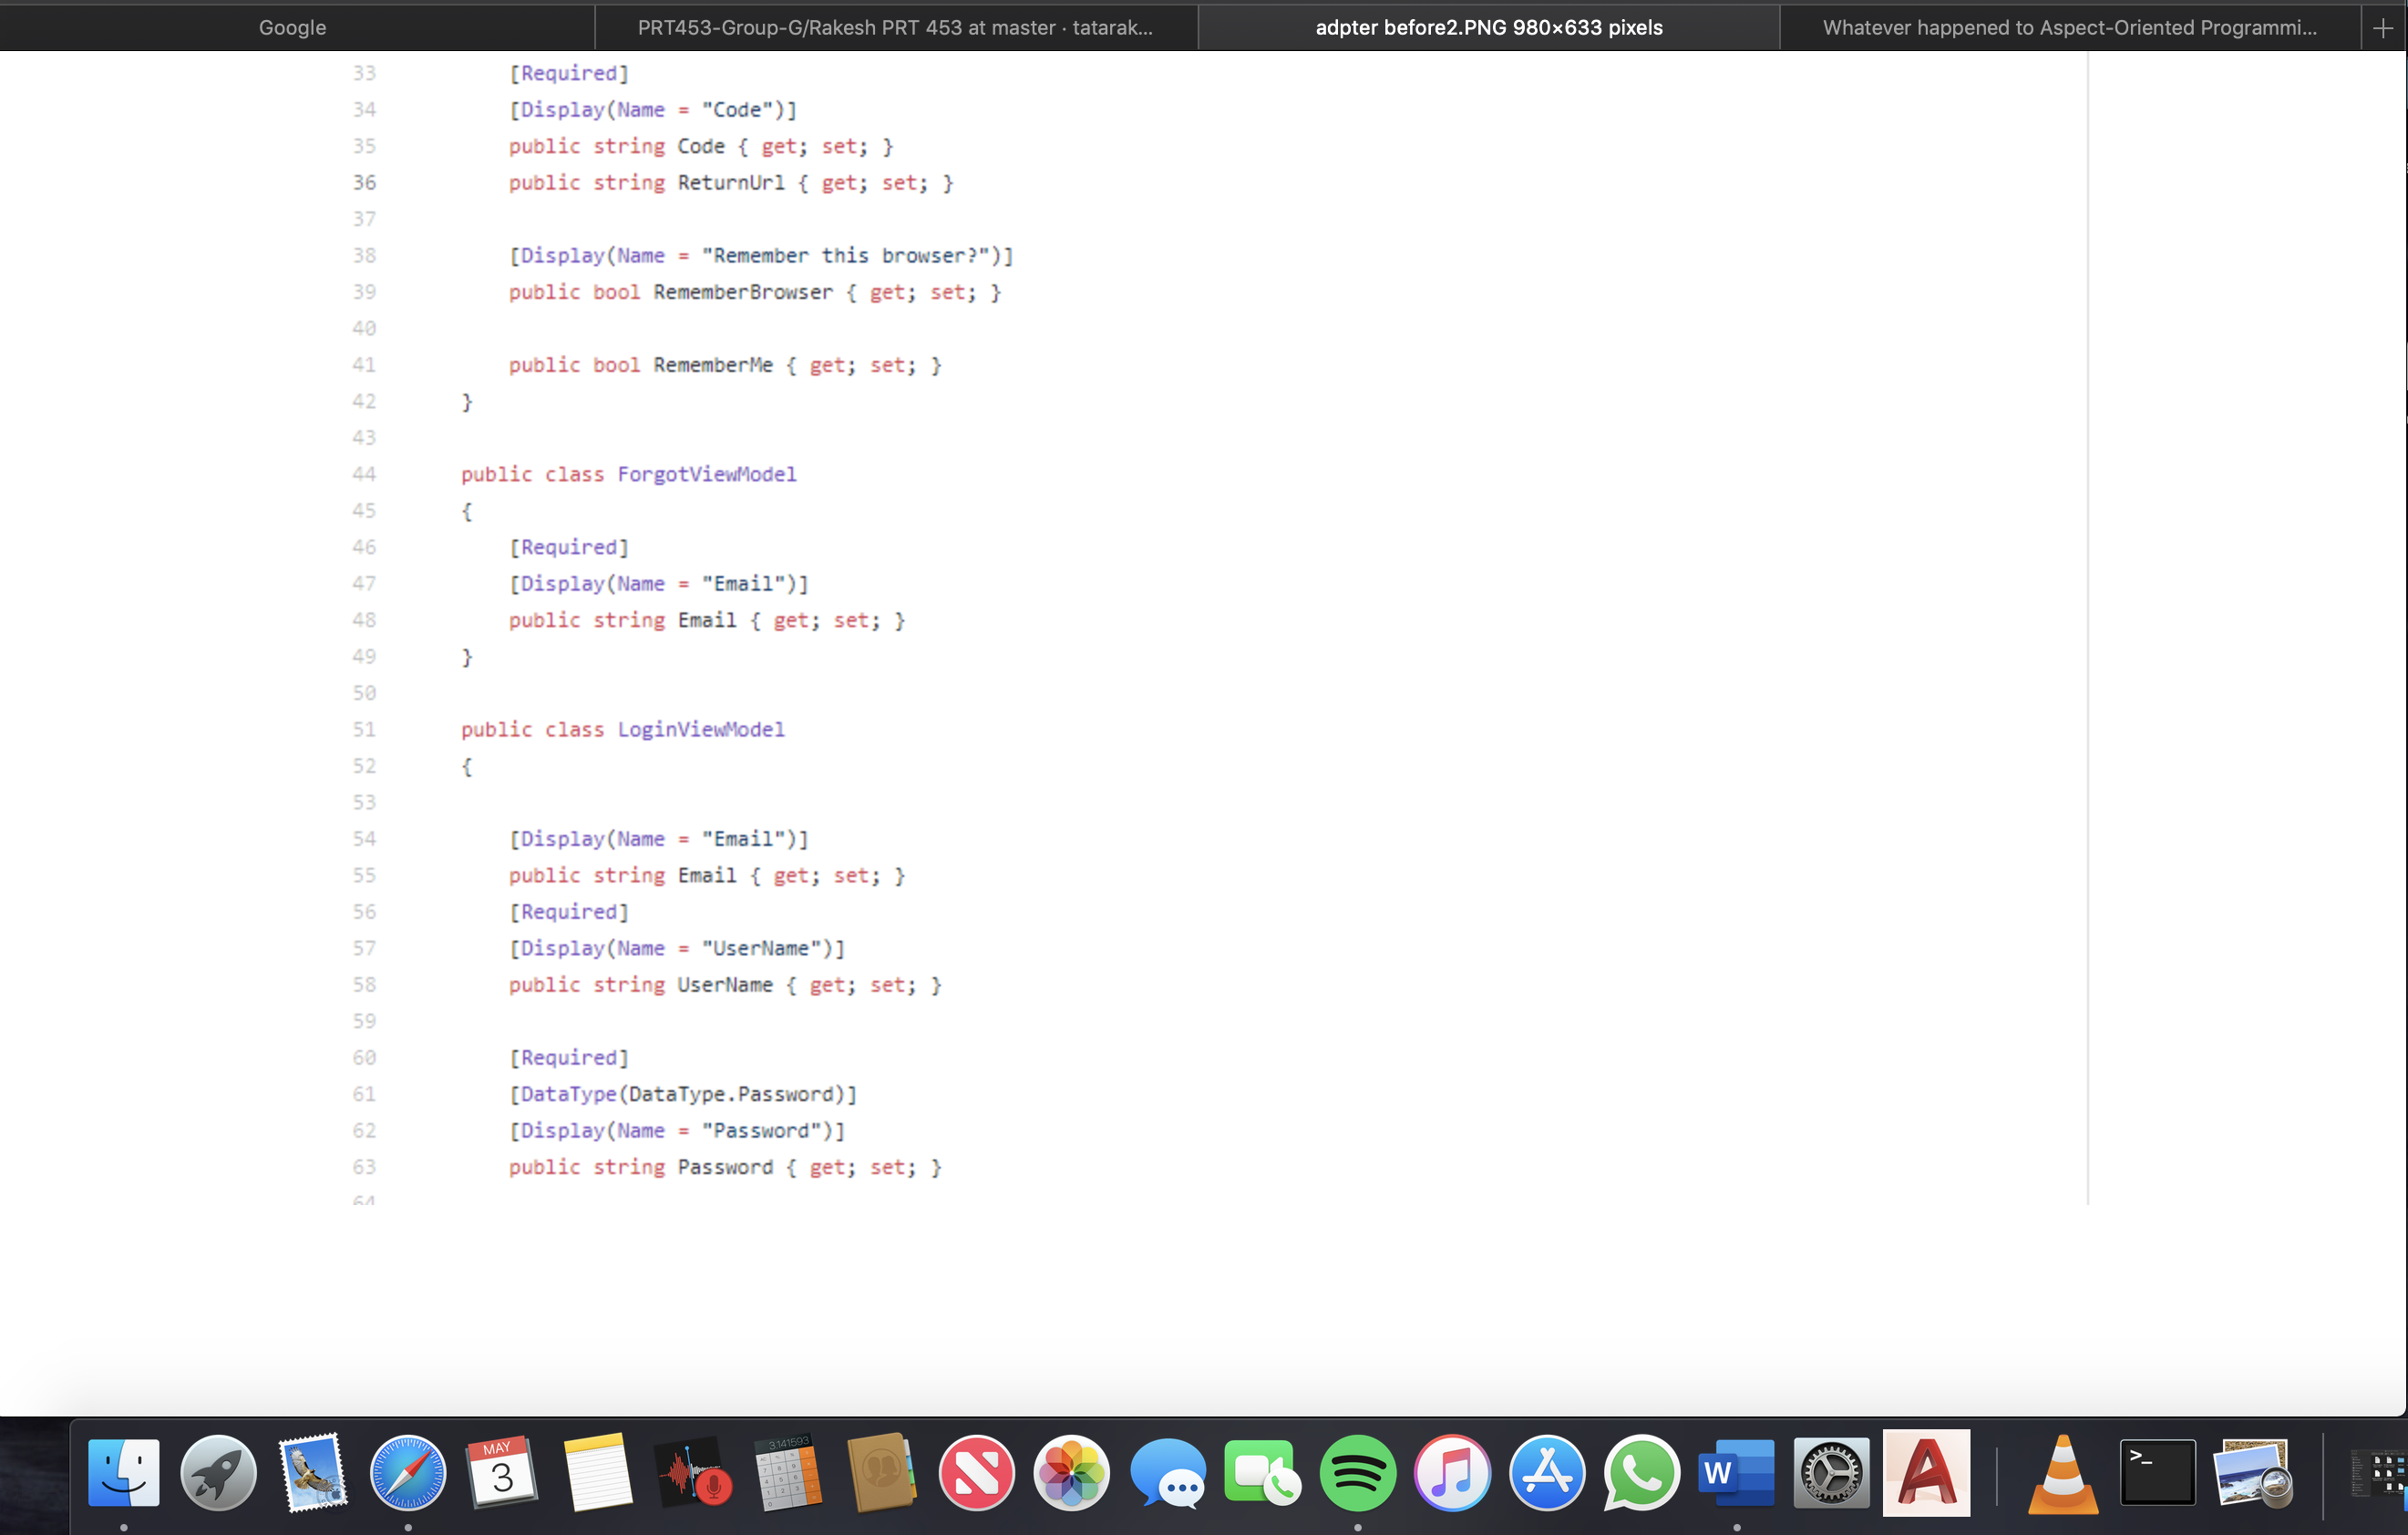 Google
PRT453-Group-G/Rakesh PRT 453 at master · tatarak...
adpter before2.PNG 980×633 pixels
Whatever happened to Aspect-Oriented Programmi...
33 [Required]
34 [Display(Name = "Code")]
35 public string Code { get; set; }
36 public string ReturnUrl { get; set; }
37
38 [Display(Name = "Remember this browser?")]
39 public bool RememberBrowser { get; set; }
40
41 public bool RememberMe { get; set; }
42 }
43
44 public class ForgotViewModel
45 {
46 [Required]
47 [Display(Name = "Email")]
48 public string Email { get; set; }
49 }
50
51 public class LoginViewModel
52 {
53
54 [Display(Name = "Email")]
55 public string Email { get; set; }
56 [Required]
57 [Display(Name = "UserName")]
58 public string UserName { get; set; }
59
60 [Required]
61 [DataType(DataType.Password)]
62 [Display(Name = "Password")]
63 public string Password { get; set; }
64
MAY
3
3.141593
W
>_